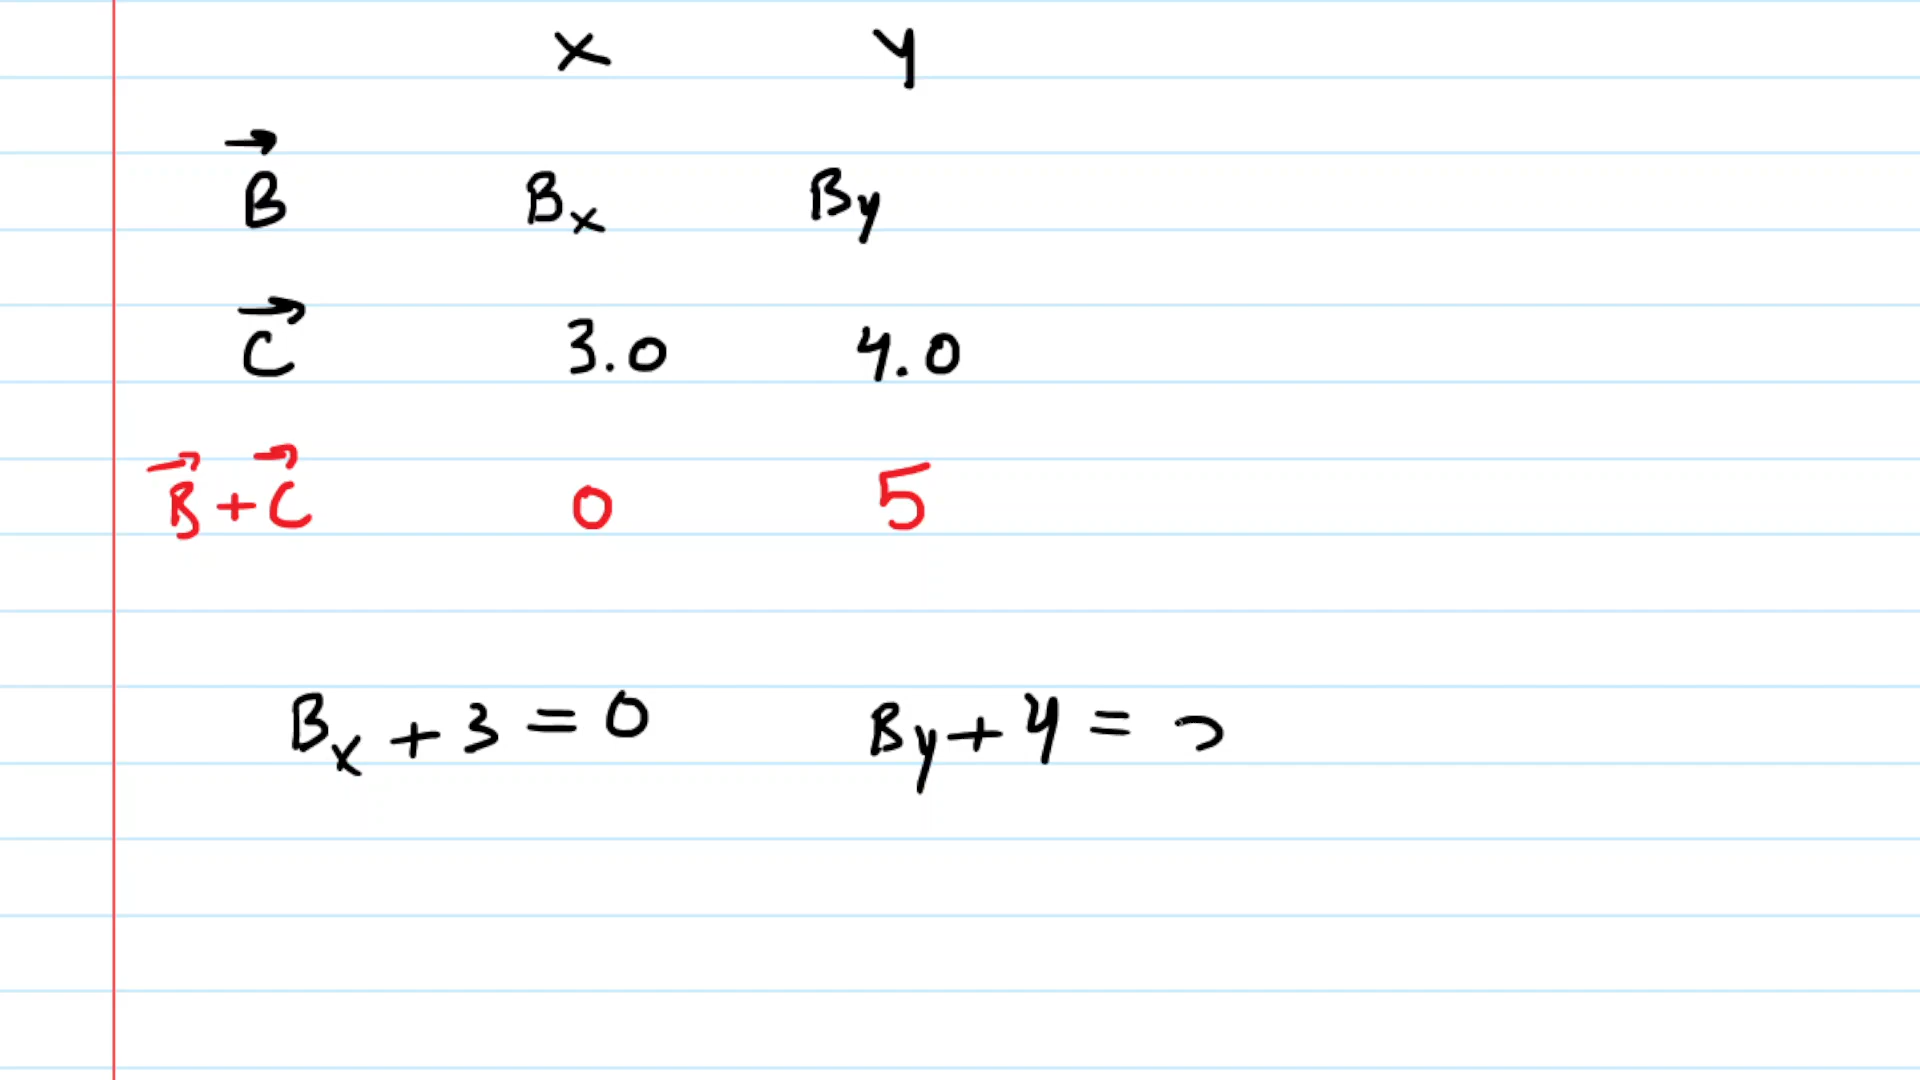 x y
B⃗ Bx By
C⃗ 3.0 4.0
B⃗ + C⃗ 0 5
Bx + 3 = 0 By + 4 =